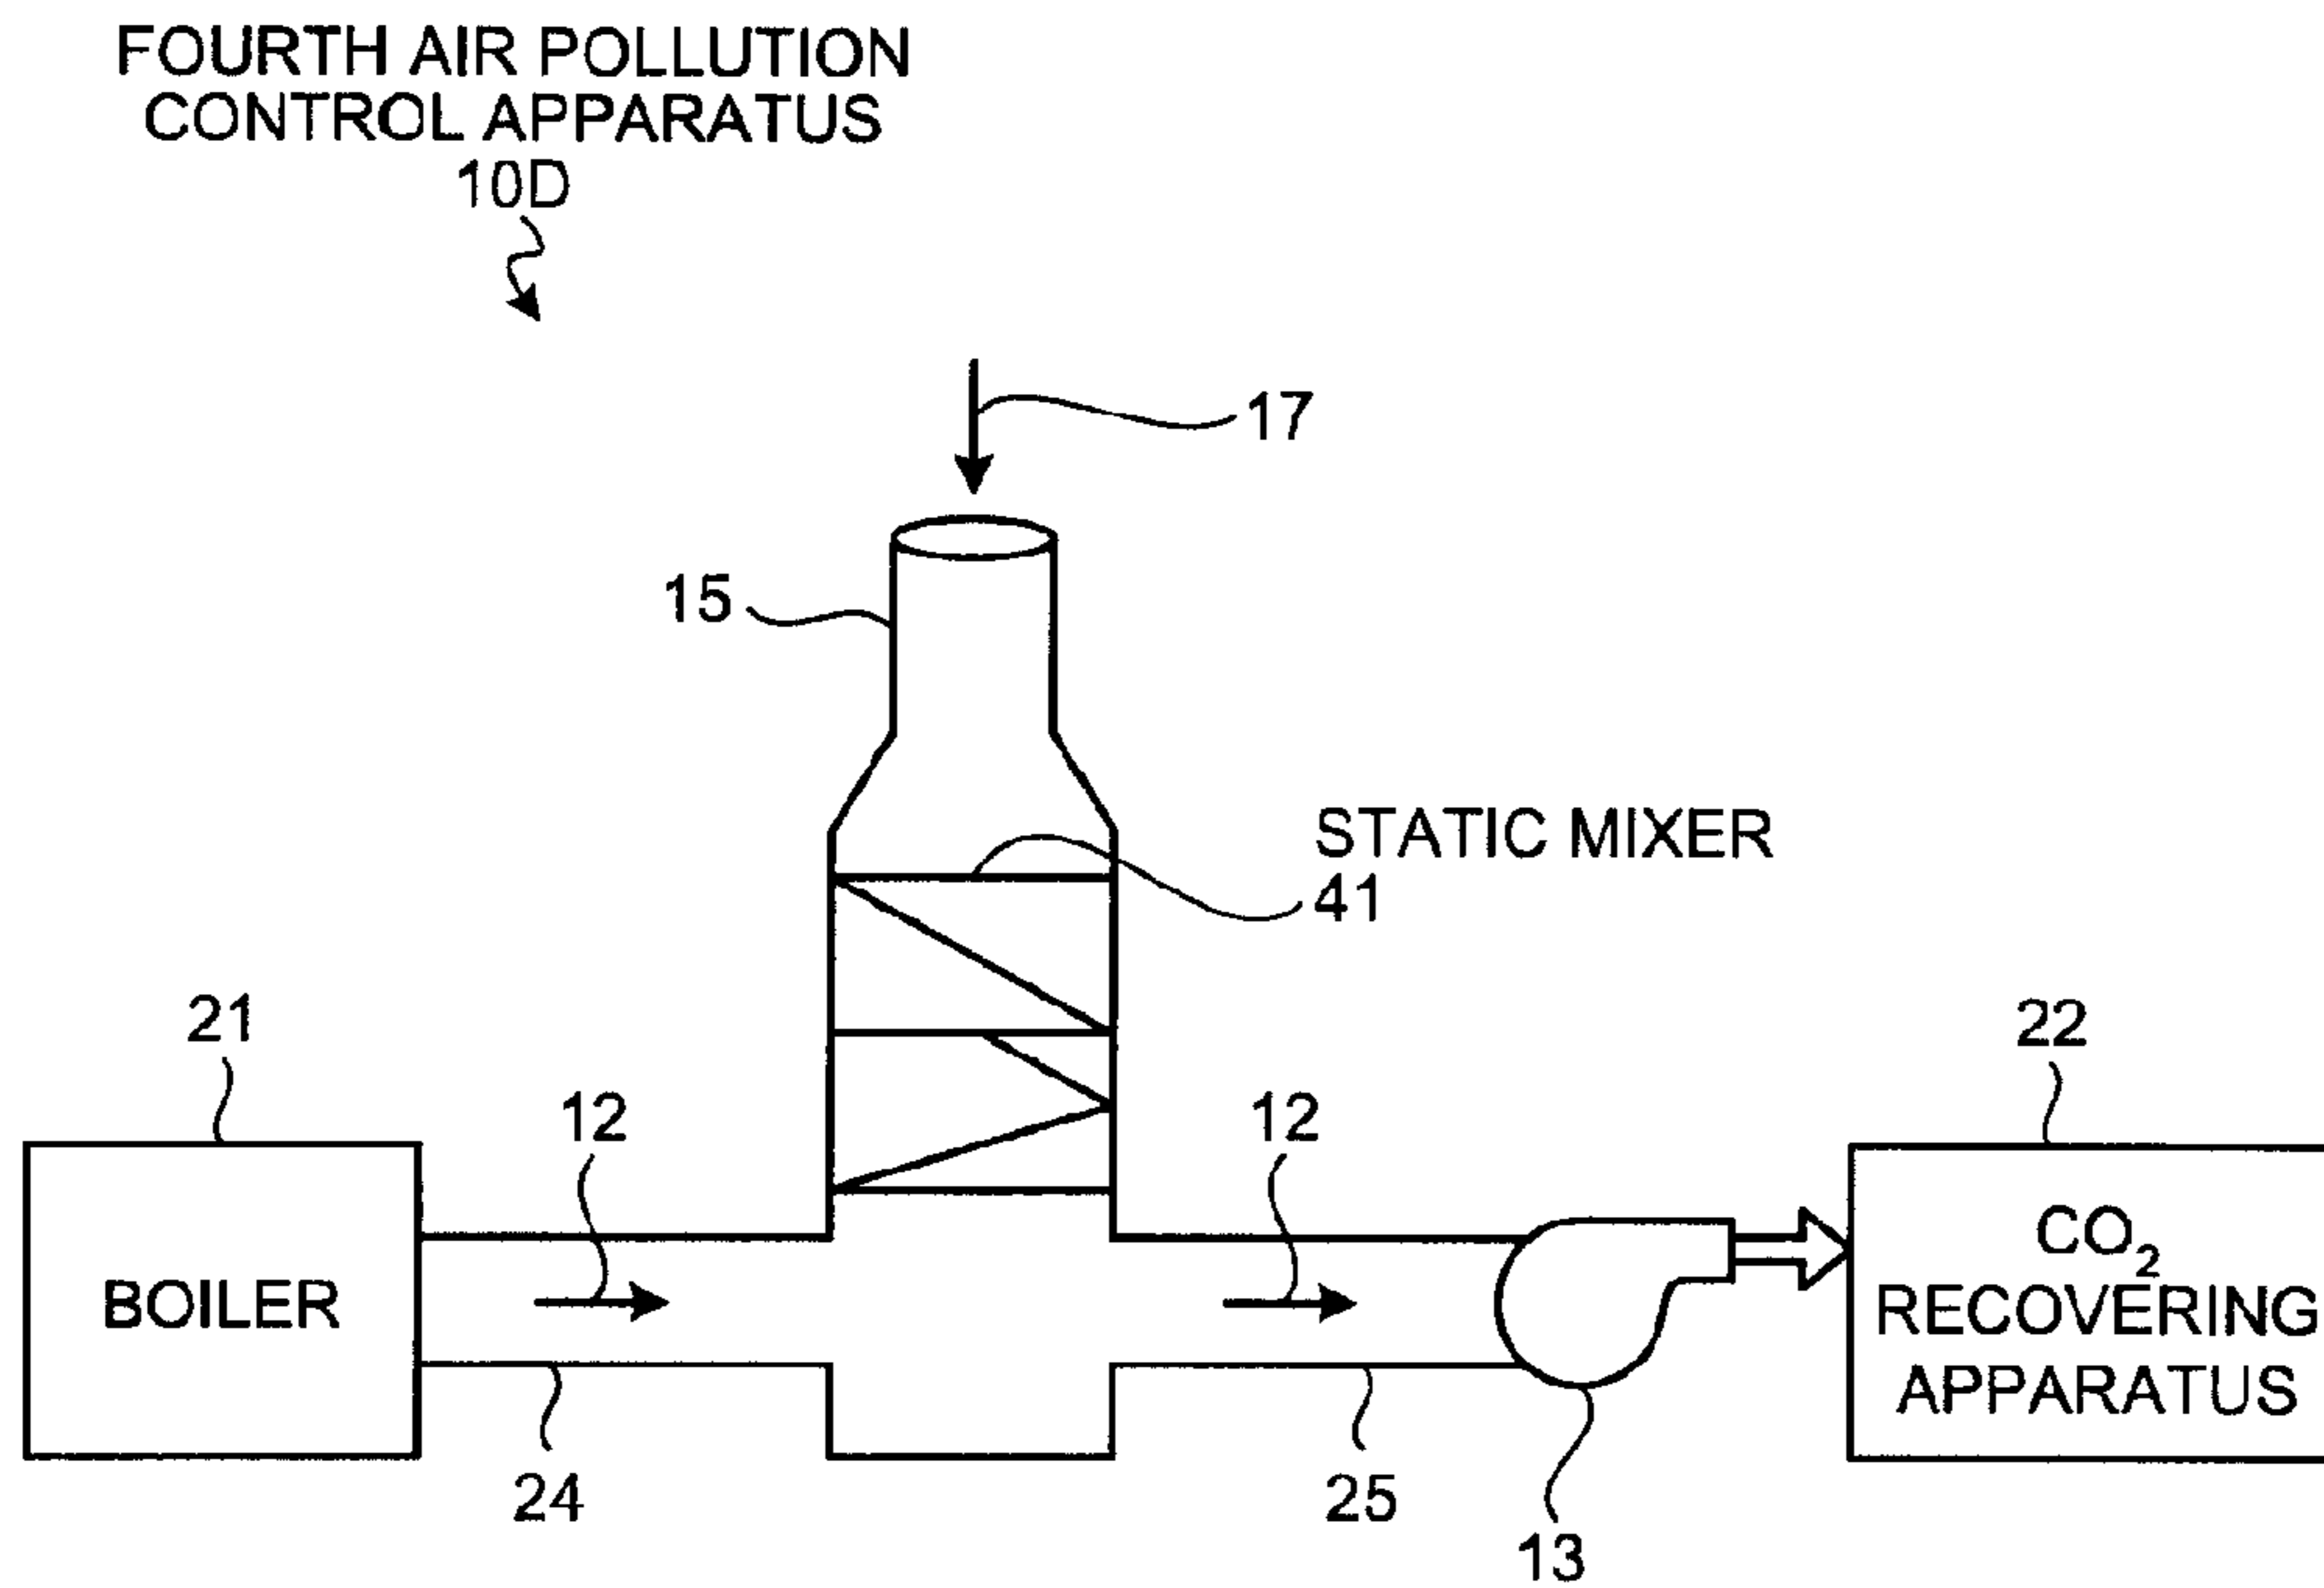 FOURTH AIR POLLUTION
CONTROL APPARATUS
10D
17
15
STATIC MIXER
41
21
12
12
22
BOILER
CO₂
RECOVERING
APPARATUS
24
25
13